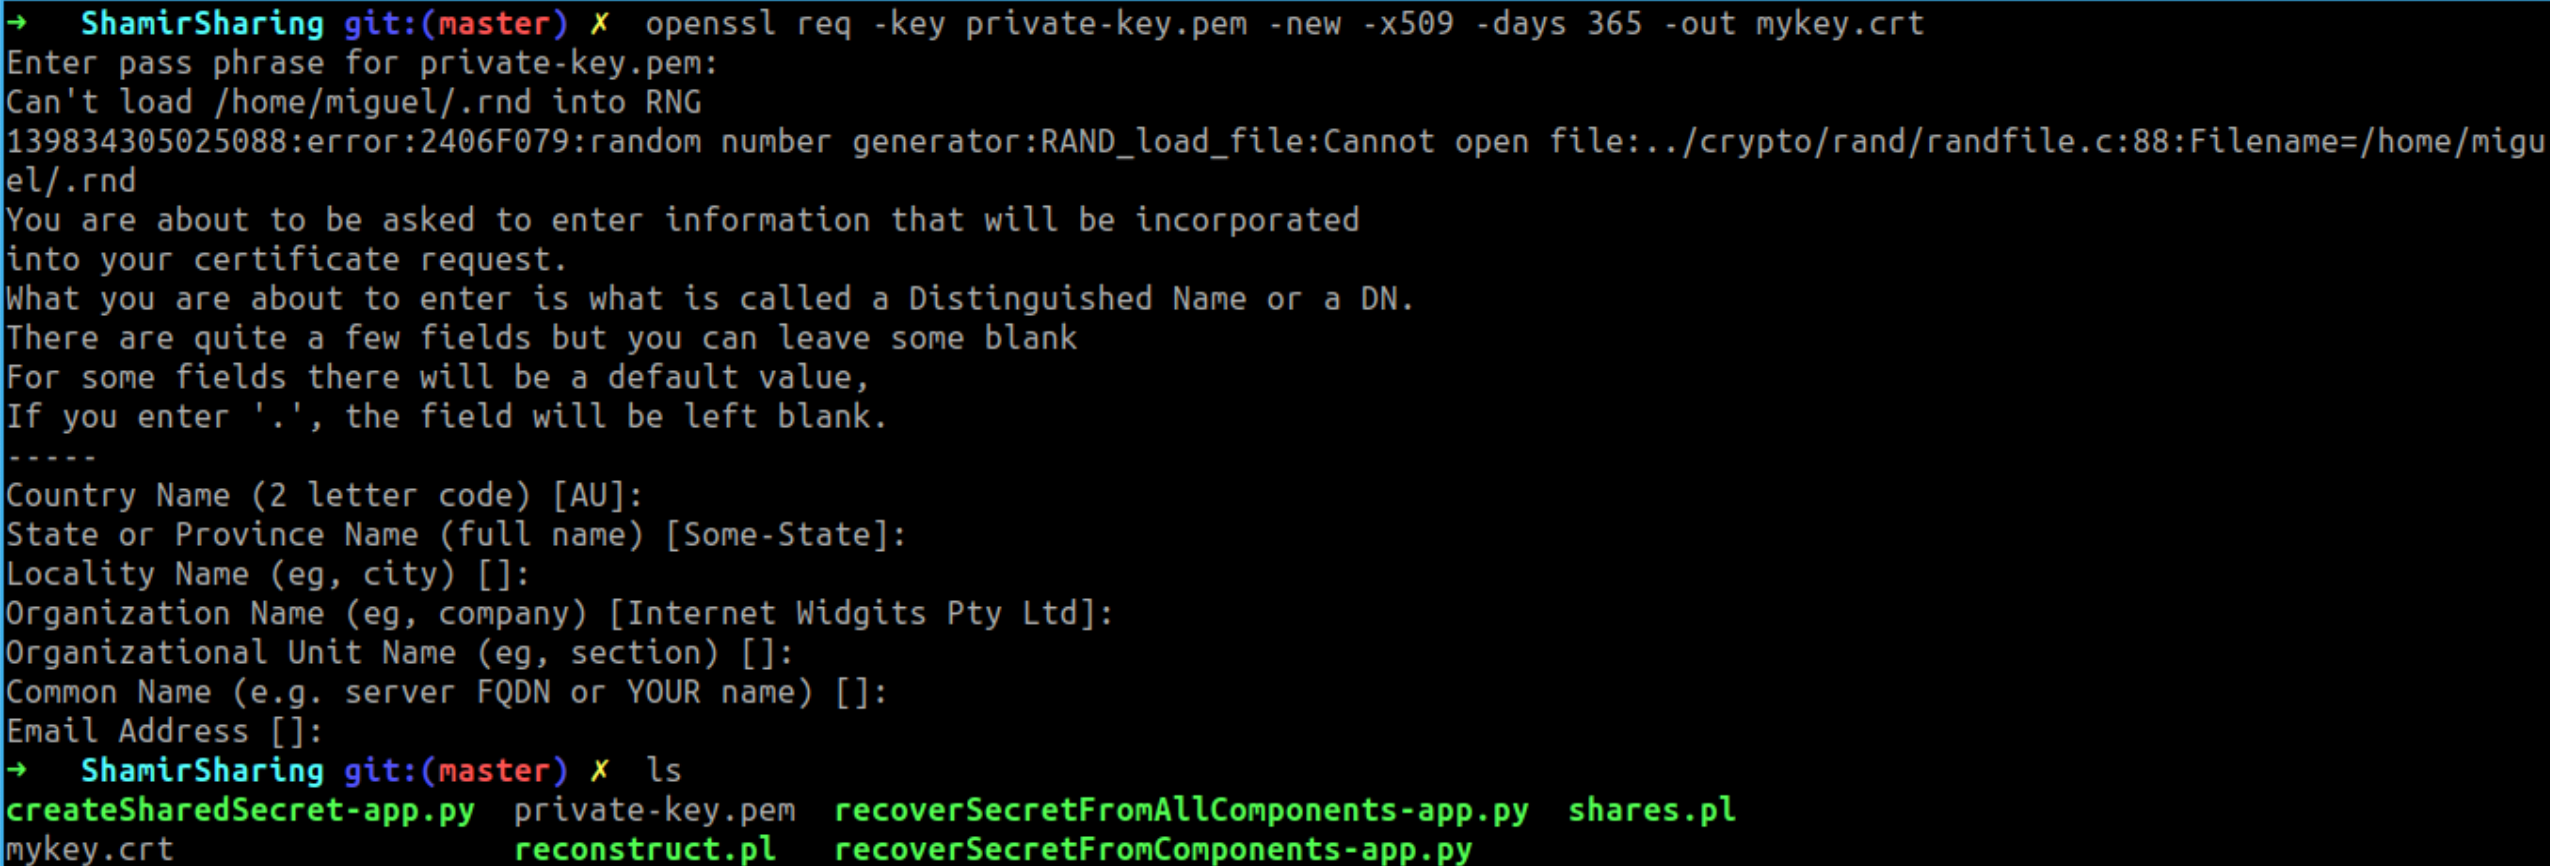 → ShamirSharing git:(master) ✗ openssl req -key private-key.pem -new -x509 -days 365 -out mykey.crt
Enter pass phrase for private-key.pem:
Can't load /home/miguel/.rnd into RNG
139834305025088:error:2406F079:random number generator:RAND_load_file:Cannot open file:../crypto/rand/randfile.c:88:Filename=/home/migu
el/.rnd
You are about to be asked to enter information that will be incorporated
into your certificate request.
What you are about to enter is what is called a Distinguished Name or a DN.
There are quite a few fields but you can leave some blank
For some fields there will be a default value,
If you enter '.', the field will be left blank.
-----
Country Name (2 letter code) [AU]:
State or Province Name (full name) [Some-State]:
Locality Name (eg, city) []:
Organization Name (eg, company) [Internet Widgits Pty Ltd]:
Organizational Unit Name (eg, section) []:
Common Name (e.g. server FQDN or YOUR name) []:
Email Address []:
→ ShamirSharing git:(master) ✗ ls
createSharedSecret-app.py private-key.pem recoverSecretFromAllComponents-app.py shares.pl
mykey.crt reconstruct.pl recoverSecretFromComponents-app.py